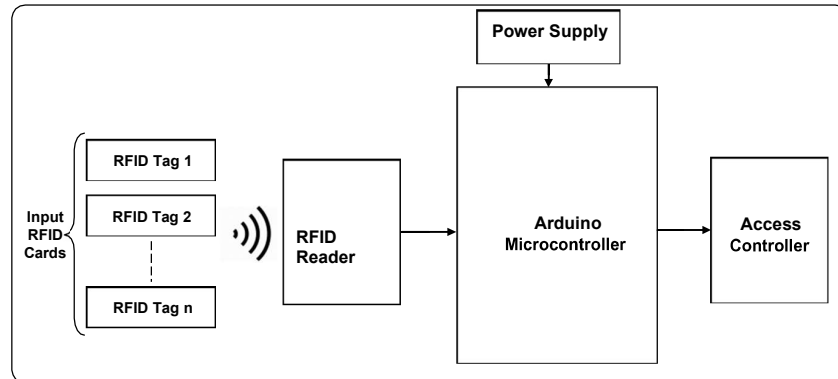 Power Supply
RFID Tag 1
RFID Tag 2
RFID Tag n
Input
RFID
Cards
RFID
Reader
Arduino
Microcontroller
Access
Controller